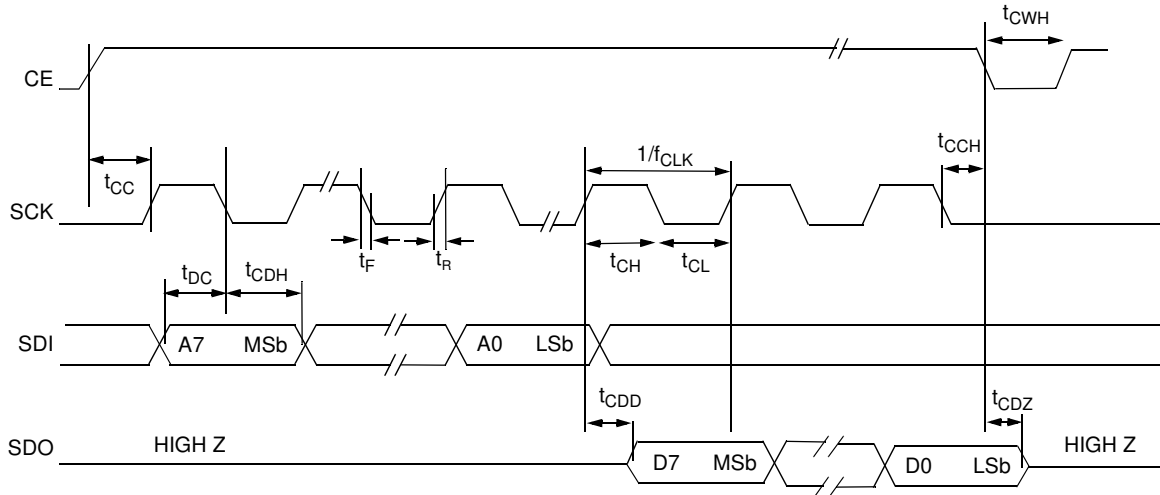 tCWH
CE
tCC
1/fCLK
tCCH
SCK
tF
tR
tCH
tCL
tDC
tCDH
SDI
A7 MSb
A0 LSb
tCDD
tCDZ
SDO
HIGH Z
D7 MSb
D0 LSb
HIGH Z